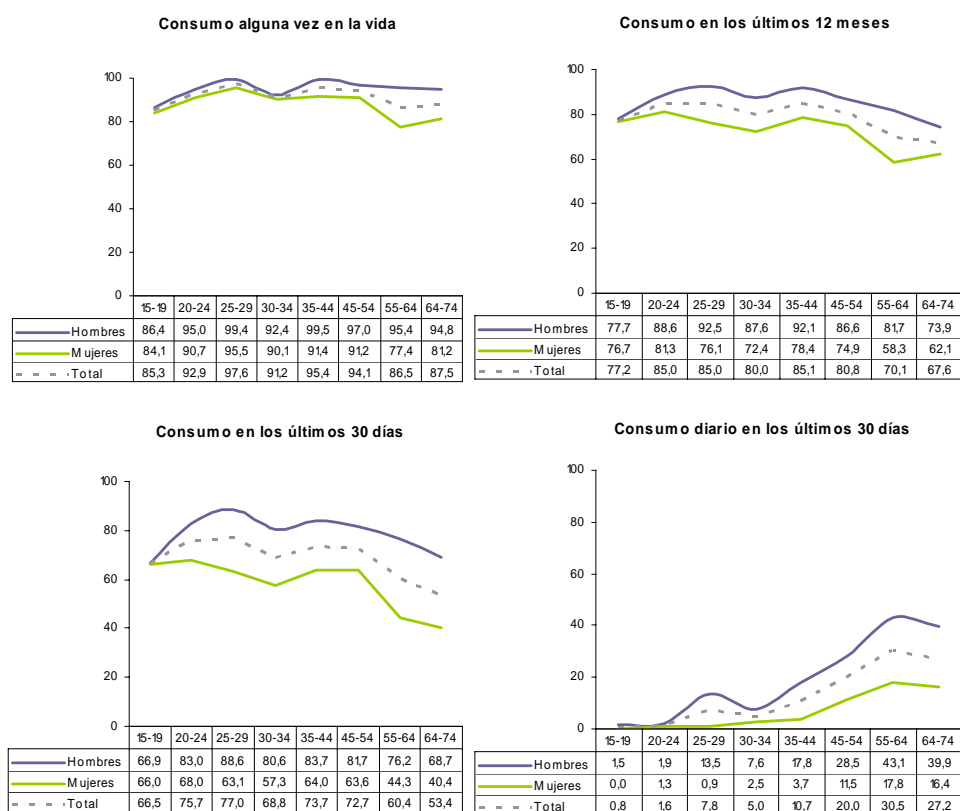 Consumo alguna vez en la vida
100
80
60
40
20
0
15-19 20-24 25-29 30-34 35-44 45-54 55-64 64-74
Hombres 86,4 95,0 99,4 92,4 99,5 97,0 95,4 94,8
Mujeres 84,1 90,7 95,5 90,1 91,4 91,2 77,4 81,2
Total 85,3 92,9 97,6 91,2 95,4 94,1 86,5 87,5
Consumo en los últimos 12 meses
100
80
60
40
20
0
15-19 20-24 25-29 30-34 35-44 45-54 55-64 64-74
Hombres 77,7 88,6 92,5 87,6 92,1 86,6 81,7 73,9
Mujeres 76,7 81,3 76,1 72,4 78,4 74,9 58,3 62,1
Total 77,2 85,0 85,0 80,0 85,1 80,8 70,1 67,6
Consumo en los últimos 30 días
100
80
60
40
20
0
15-19 20-24 25-29 30-34 35-44 45-54 55-64 64-74
Hombres 66,9 83,0 88,6 80,6 83,7 81,7 76,2 68,7
Mujeres 66,0 68,0 63,1 57,3 64,0 63,6 44,3 40,4
Total 66,5 75,7 77,0 68,8 73,7 72,7 60,4 53,4
Consumo diario en los últimos 30 días
100
80
60
40
20
0
15-19 20-24 25-29 30-34 35-44 45-54 55-64 64-74
Hombres 1,5 1,9 13,5 7,6 17,8 28,5 43,1 39,9
Mujeres 0,0 1,3 0,9 2,5 3,7 11,5 17,8 16,4
Total 0,8 1,6 7,8 5,0 10,7 20,0 30,5 27,2